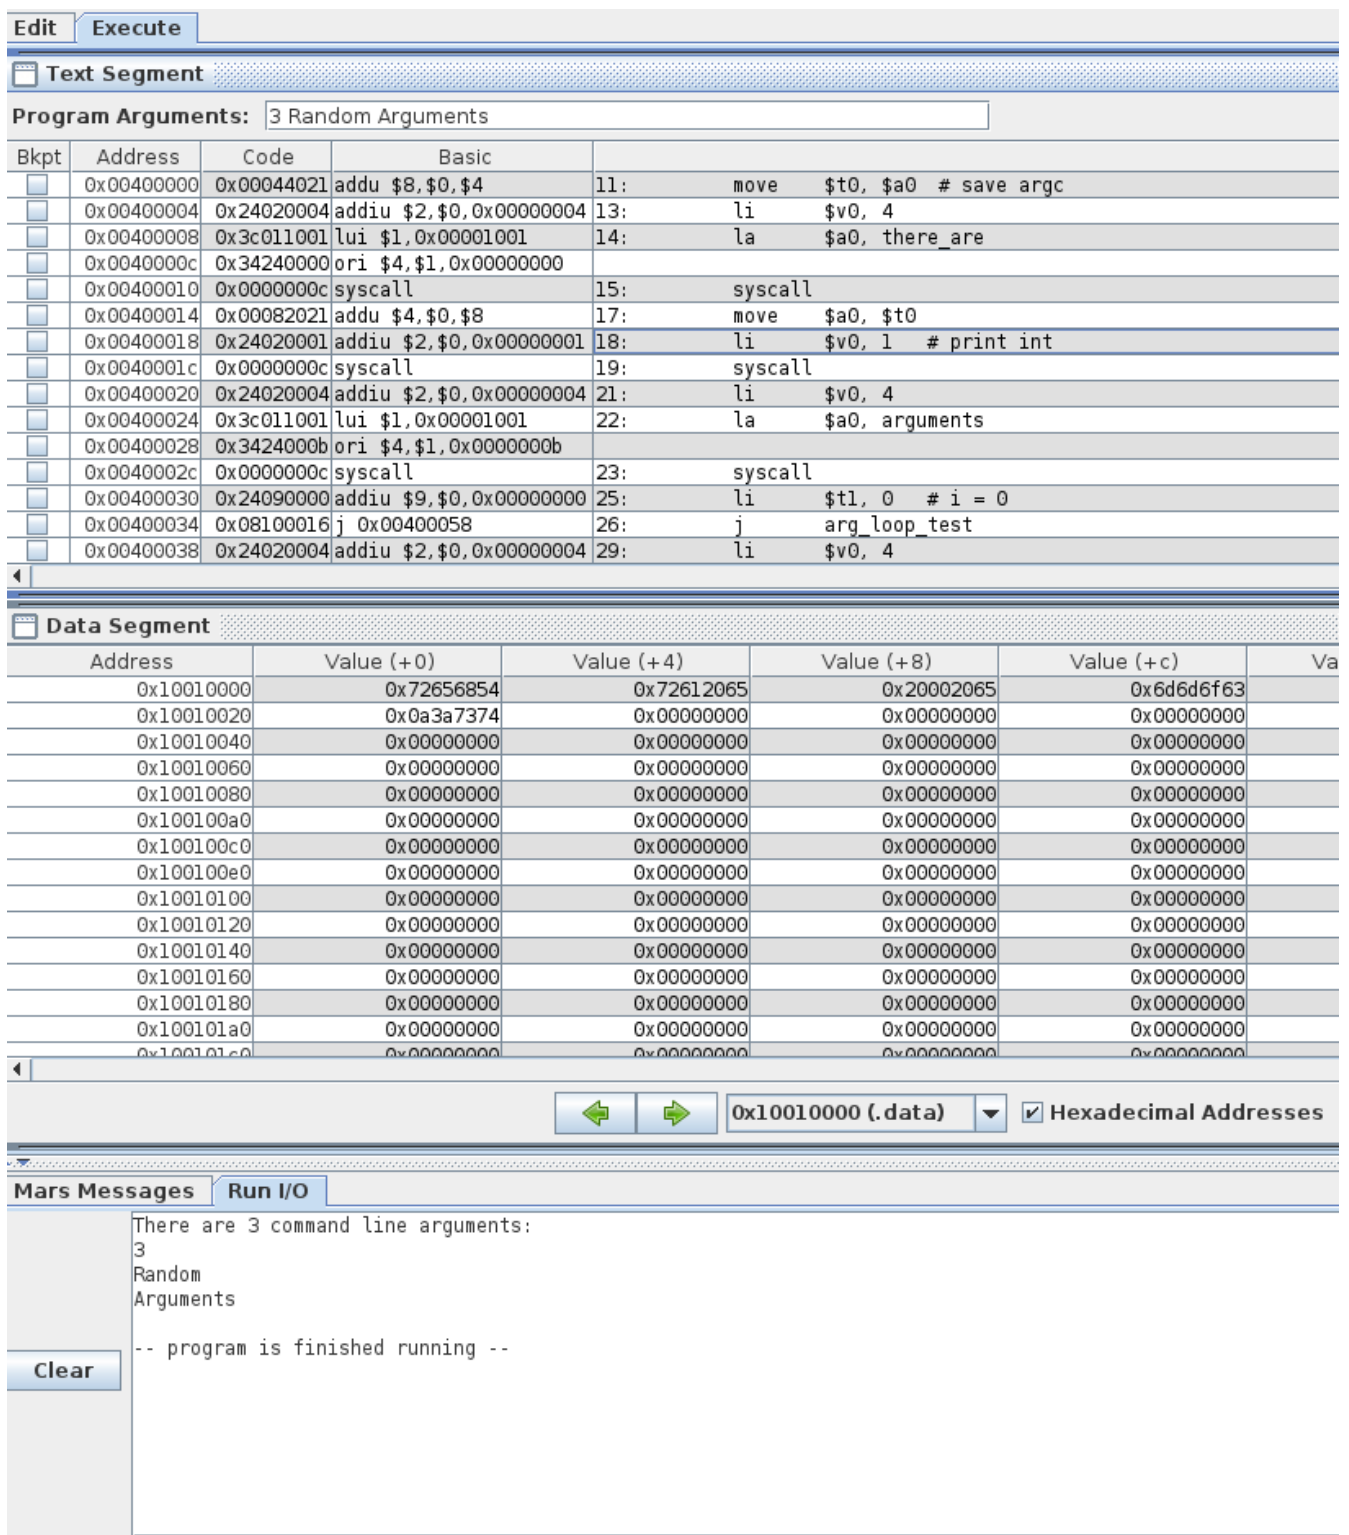 Edit Execute
Text Segment
Program Arguments: 3 Random Arguments
Bkpt Address Code Basic
0x00400000 0x00044021 addu $8,$0,$4 11: move $t0, $a0 # save argc
0x00400004 0x24020004 addiu $2,$0,0x00000004 13: li $v0, 4
0x00400008 0x3c011001 lui $1,0x00001001 14: la $a0, there_are
0x0040000c 0x34240000 ori $4,$1,0x00000000
0x00400010 0x0000000c syscall 15: syscall
0x00400014 0x00082021 addu $4,$0,$8 17: move $a0, $t0
0x00400018 0x24020001 addiu $2,$0,0x00000001 18: li $v0, 1 # print int
0x0040001c 0x0000000c syscall 19: syscall
0x00400020 0x24020004 addiu $2,$0,0x00000004 21: li $v0, 4
0x00400024 0x3c011001 lui $1,0x00001001 22: la $a0, arguments
0x00400028 0x3424000b ori $4,$1,0x0000000b
0x0040002c 0x0000000c syscall 23: syscall
0x00400030 0x24090000 addiu $9,$0,0x00000000 25: li $t1, 0 # i = 0
0x00400034 0x08100016 j 0x00400058 26: j arg_loop_test
0x00400038 0x24020004 addiu $2,$0,0x00000004 29: li $v0, 4
Data Segment
Address Value (+0) Value (+4) Value (+8) Value (+c) Va
0x10010000 0x72656854 0x72612065 0x20002065 0x6d6d6f63
0x10010020 0x0a3a7374 0x00000000 0x00000000 0x00000000
0x10010040 0x00000000 0x00000000 0x00000000 0x00000000
0x10010060 0x00000000 0x00000000 0x00000000 0x00000000
0x10010080 0x00000000 0x00000000 0x00000000 0x00000000
0x100100a0 0x00000000 0x00000000 0x00000000 0x00000000
0x100100c0 0x00000000 0x00000000 0x00000000 0x00000000
0x100100e0 0x00000000 0x00000000 0x00000000 0x00000000
0x10010100 0x00000000 0x00000000 0x00000000 0x00000000
0x10010120 0x00000000 0x00000000 0x00000000 0x00000000
0x10010140 0x00000000 0x00000000 0x00000000 0x00000000
0x10010160 0x00000000 0x00000000 0x00000000 0x00000000
0x10010180 0x00000000 0x00000000 0x00000000 0x00000000
0x100101a0 0x00000000 0x00000000 0x00000000 0x00000000
0x100101c0 0x00000000 0x00000000 0x00000000 0x00000000
0x10010000 (.data) Hexadecimal Addresses
Mars Messages Run I/O
There are 3 command line arguments:
3
Random
Arguments
-- program is finished running --
Clear